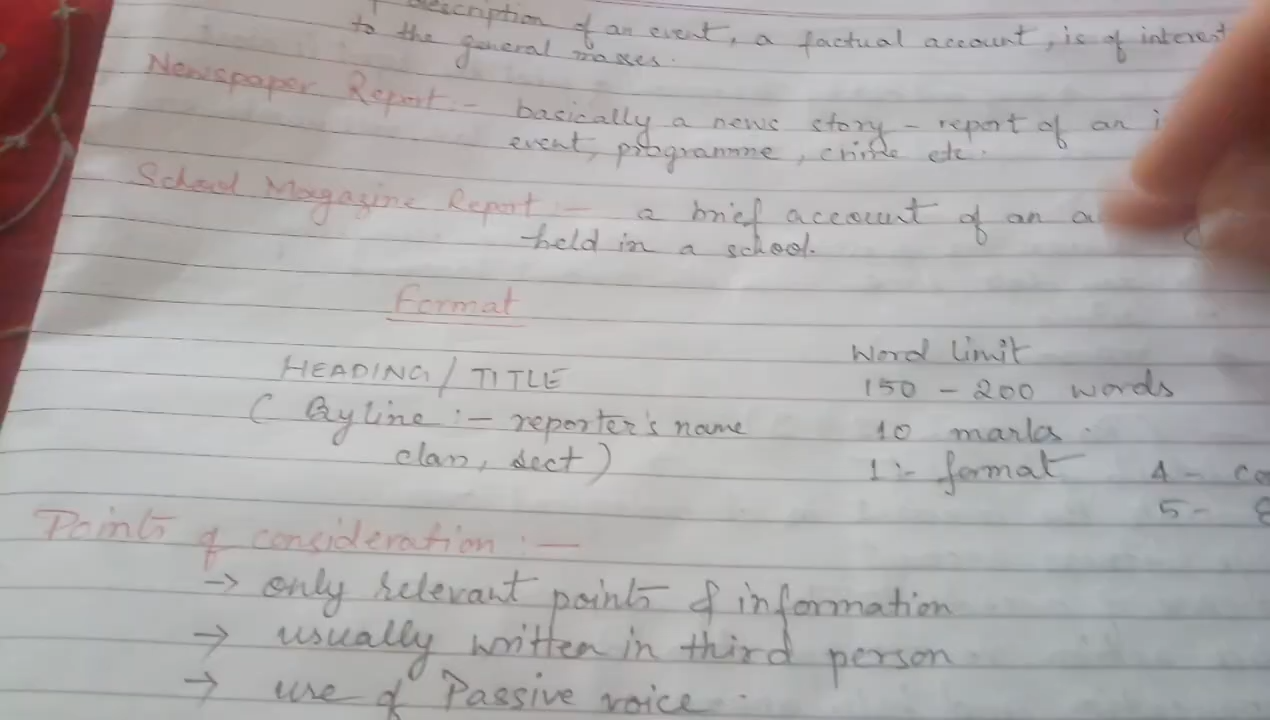 description of an event, a factual account, is of interest
to the general masses.
Newspaper Report :- basically a news story - report of an
event, programme, crime etc.
School Magazine Report :- a brief account of an
held in a school.
Format
HEADING / TITLE
Word limit
150 - 200 words
( Byline :- reporter's name
10 marks.
class, sect )
1 :- format 4 -
5 -
Points of consideration :-
→ only relevant points of information
→ usually written in third person
→ use of Passive voice.